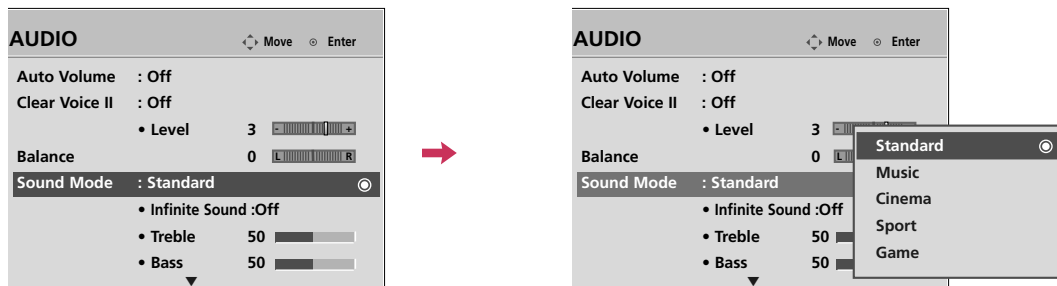 AUDIO Move Enter
Auto Volume : Off
Clear Voice II : Off
• Level 3 - +
Balance 0 L R
Sound Mode : Standard
• Infinite Sound :Off
• Treble 50
• Bass 50
AUDIO Move Enter
Auto Volume : Off
Clear Voice II : Off
• Level 3 -
Balance 0 L
Sound Mode : Standard
• Infinite Sound :Off
• Treble 50
• Bass 50
Standard
Music
Cinema
Sport
Game